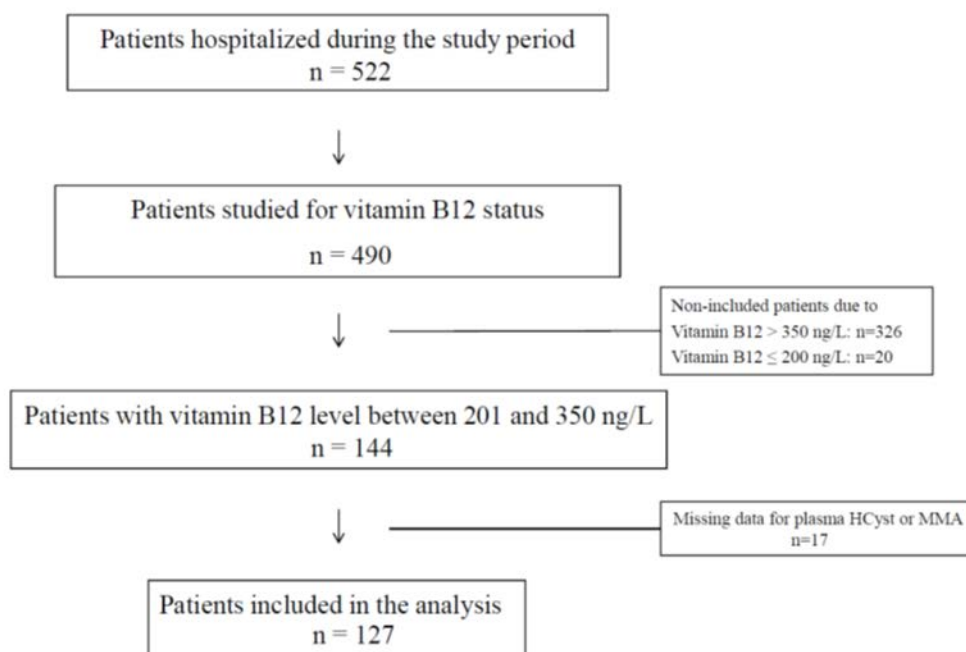 Patients hospitalized during the study period
n = 522
Patients studied for vitamin B12 status
n = 490
Non-included patients due to
Vitamin B12 > 350 ng/L: n=326
Vitamin B12 ≤ 200 ng/L: n=20
Patients with vitamin B12 level between 201 and 350 ng/L
n = 144
Missing data for plasma HCyst or MMA
n=17
Patients included in the analysis
n = 127